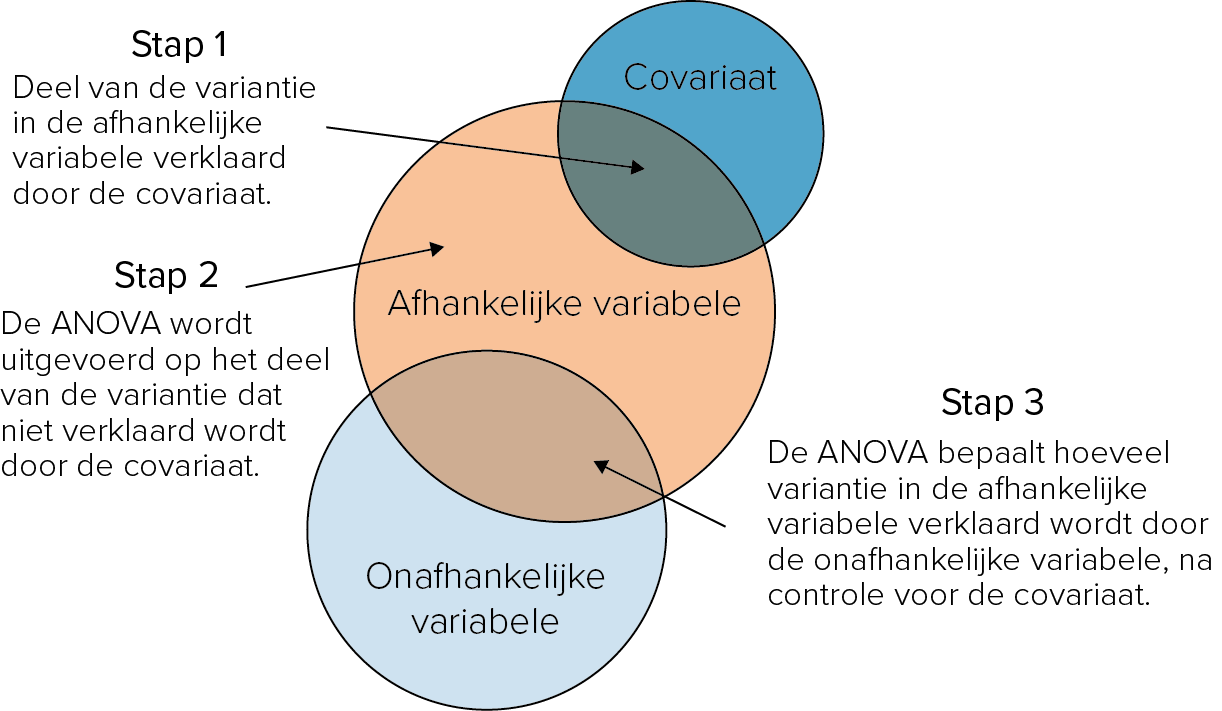 Stap 1
Deel van de variantie
in de afhankelijke
variabele verklaard
door de covariaat.
Covariaat
Stap 2
De ANOVA wordt
uitgevoerd op het deel
van de variantie dat
niet verklaard wordt
door de covariaat.
Afhankelijke variabele
Stap 3
De ANOVA bepaalt hoeveel
variantie in de afhankelijke
variabele verklaard wordt door
de onafhankelijke variabele, na
controle voor de covariaat.
Onafhankelijke
variabele